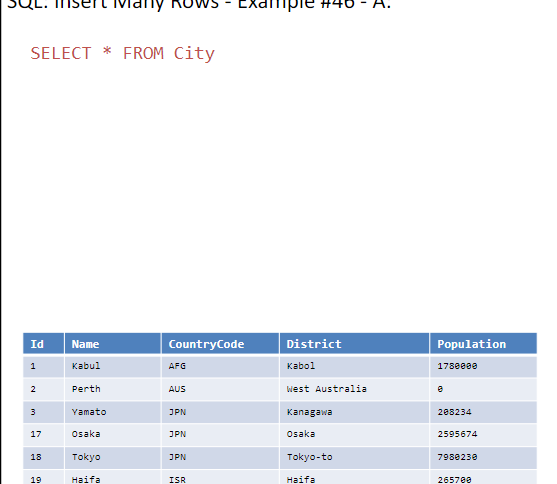 SQL: Insert Many Rows - Example #46 - A.
SELECT * FROM City
Id Name CountryCode District Population
1 Kabul AFG Kabol 1780000
2 Perth AUS West Australia 0
3 Yamato JPN Kanagawa 208234
17 Osaka JPN Osaka 2595674
18 Tokyo JPN Tokyo-to 7980230
19 Haifa ISR Haifa 265700